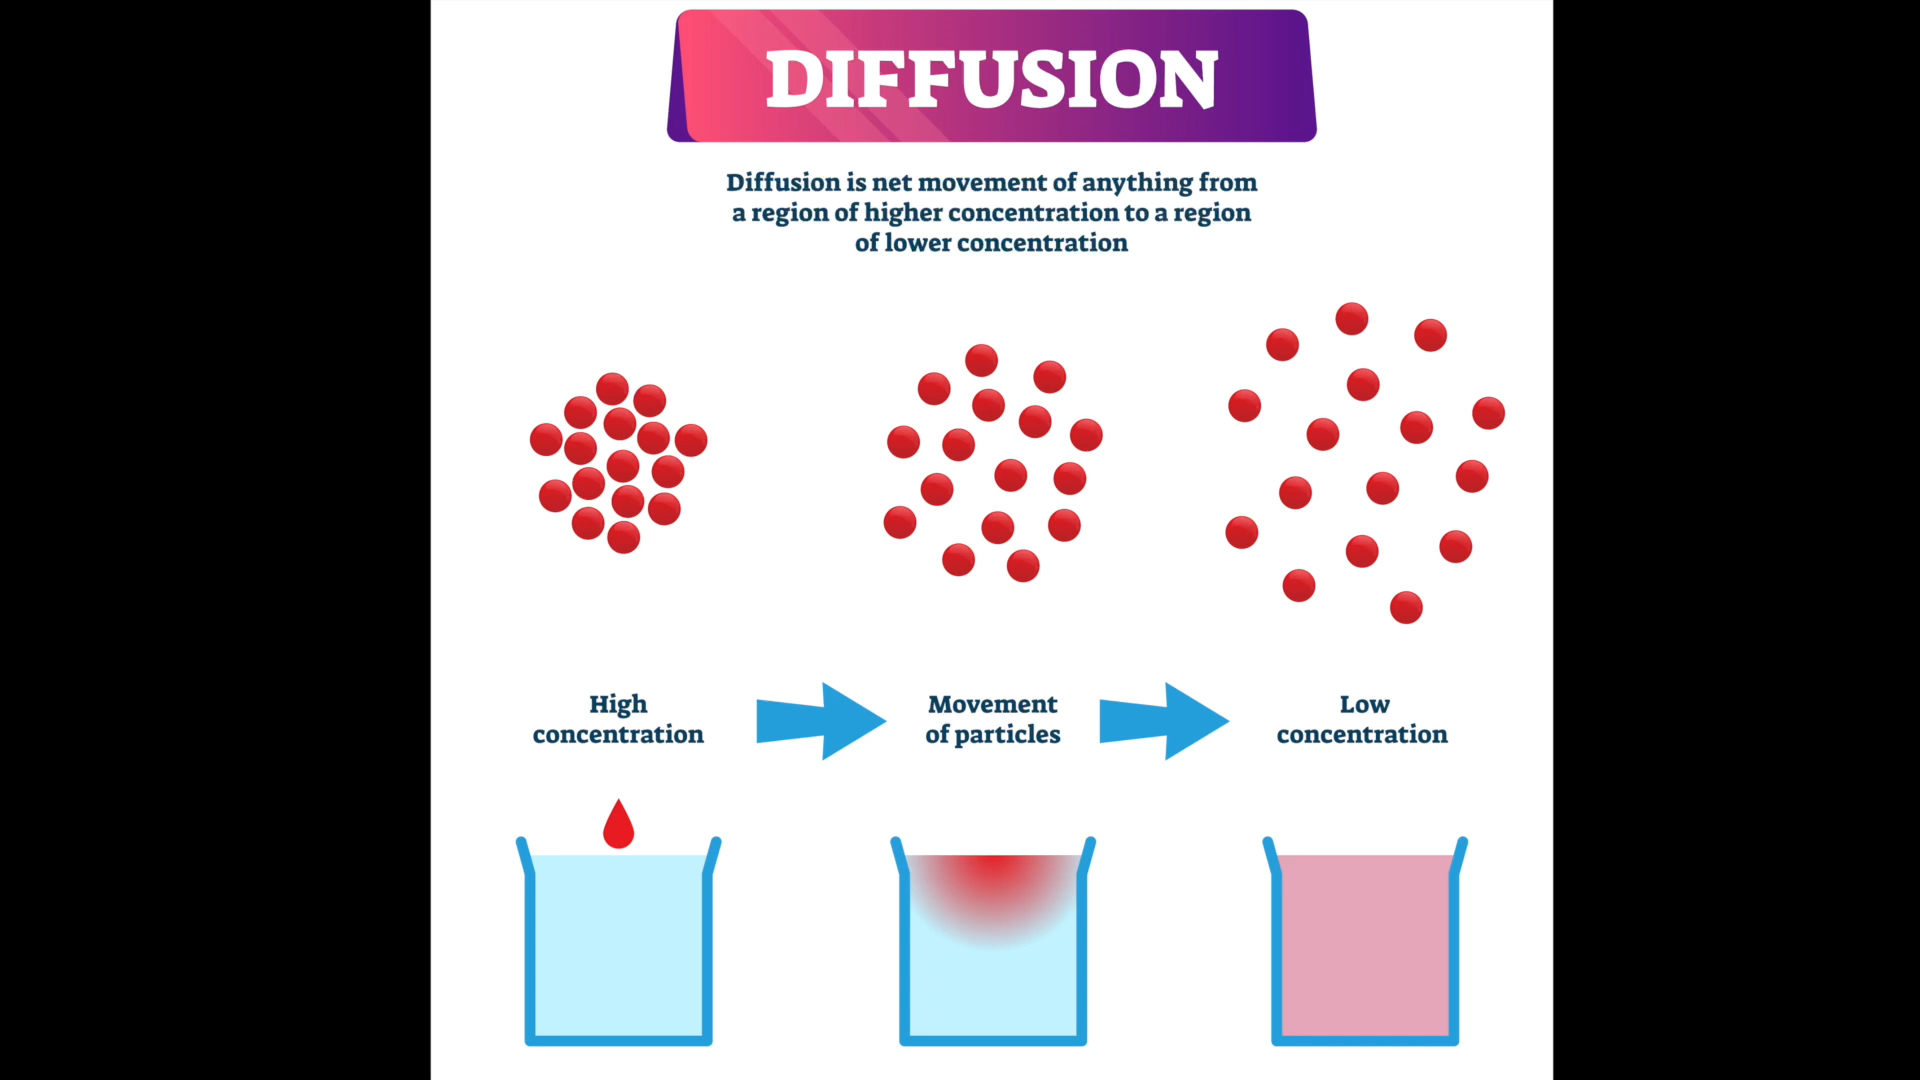 DIFFUSION
Diffusion is net movement of anything from
a region of higher concentration to a region
of lower concentration
High
concentration
Movement
of particles
Low
concentration